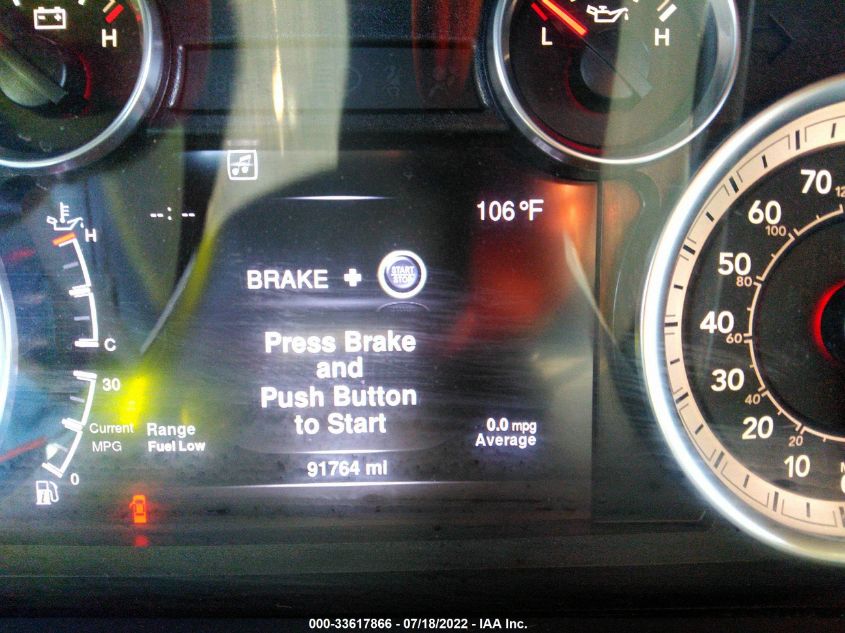 H
L
H
--:--
106°F
H
BRAKE + START STOP
C
Press Brake
and
Push Button
to Start
30
Current
MPG
Range
Fuel Low
0.0 mpg
Average
0
91764 mi
70
60
100
50
80
40
60
30
40
20
20
10
000-33617866 - 07/18/2022 - IAA Inc.